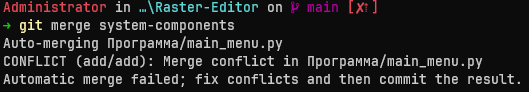 Administrator in …\Raster-Editor on main [✗↑]
➜ git merge system-components
Auto-merging Программа/main_menu.py
CONFLICT (add/add): Merge conflict in Программа/main_menu.py
Automatic merge failed; fix conflicts and then commit the result.